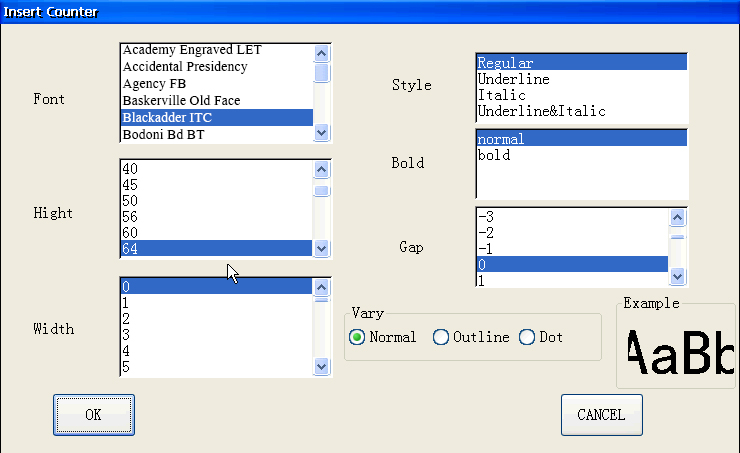 Insert Counter
Font
Academy Engraved LET
Accidental Presidency
Agency FB
Baskerville Old Face
Blackadder ITC
Bodoni Bd BT
Style
Regular
Underline
Italic
Underline&Italic
Bold
normal
bold
Hight
40
45
50
56
60
64
Gap
-3
-2
-1
0
1
Width
0
1
2
3
4
5
Vary
Normal
Outline
Dot
Example
AaBb
OK
CANCEL